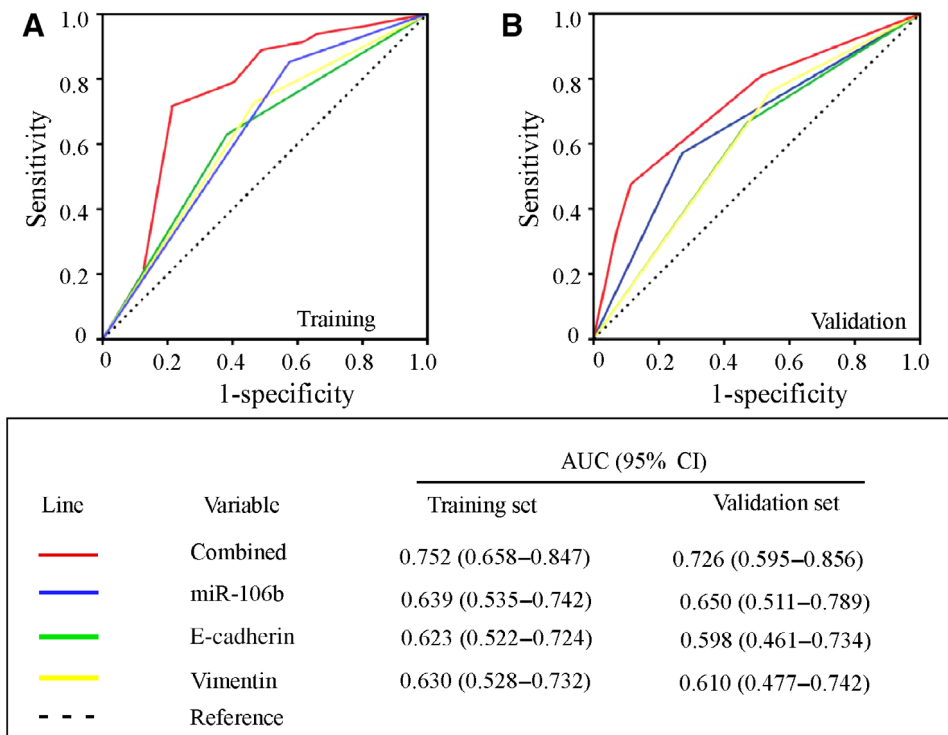 A
B
1.0
0.8
0.6
0.4
0.2
0
Sensitivity
Training
0 0.2 0.4 0.6 0.8 1.0
1-specificity
1.0
0.8
0.6
0.4
0.2
0
Sensitivity
Validation
0 0.2 0.4 0.6 0.8 1.0
1-specificity
AUC (95% CI)
Line Variable Training set Validation set
Combined 0.752 (0.658–0.847) 0.726 (0.595–0.856)
miR-106b 0.639 (0.535–0.742) 0.650 (0.511–0.789)
E-cadherin 0.623 (0.522–0.724) 0.598 (0.461–0.734)
Vimentin 0.630 (0.528–0.732) 0.610 (0.477–0.742)
Reference